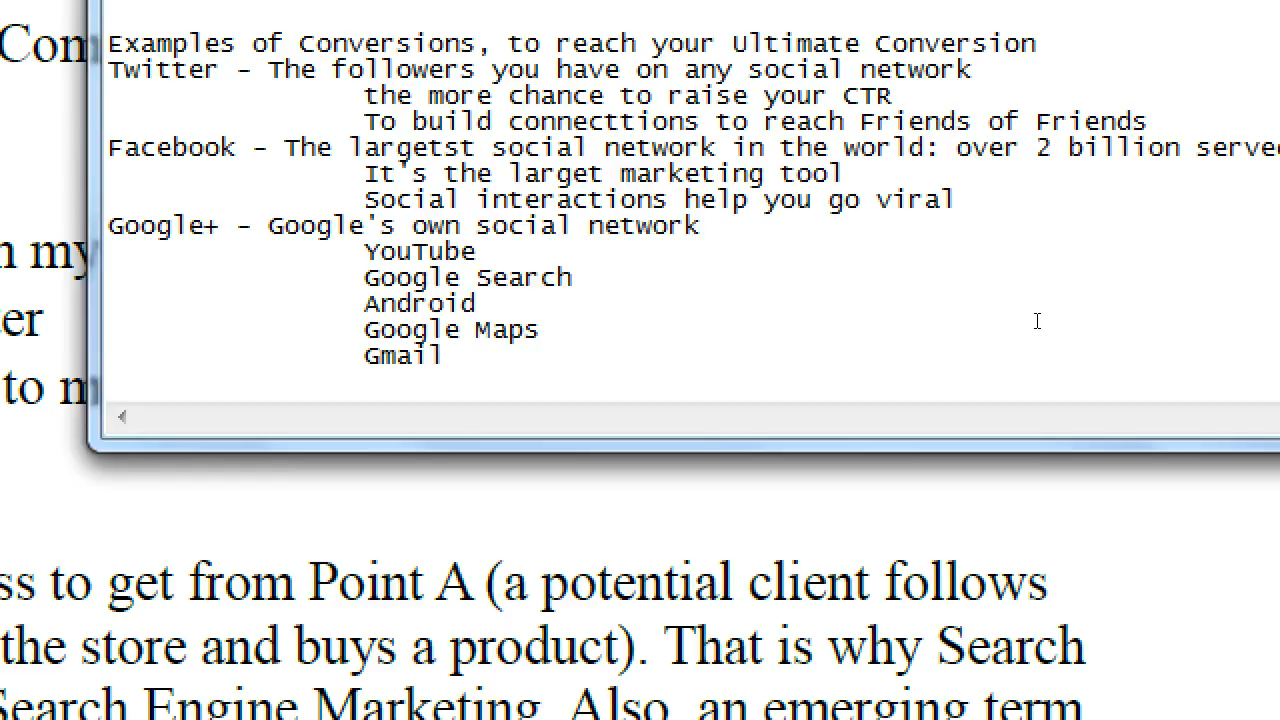 Com
Examples of Conversions, to reach your Ultimate Conversion
Twitter - The followers you have on any social network
the more chance to raise your CTR
To build connecttions to reach Friends of Friends
Facebook - The largetst social network in the world: over 2 billion served
It's the larget marketing tool
Social interactions help you go viral
Google+ - Google's own social network
my
YouTube
Google Search
Android
Google Maps
Gmail
er
to m
ss to get from Point A (a potential client follows
the store and buys a product). That is why Search
Search Engine Marketing. Also, an emerging term